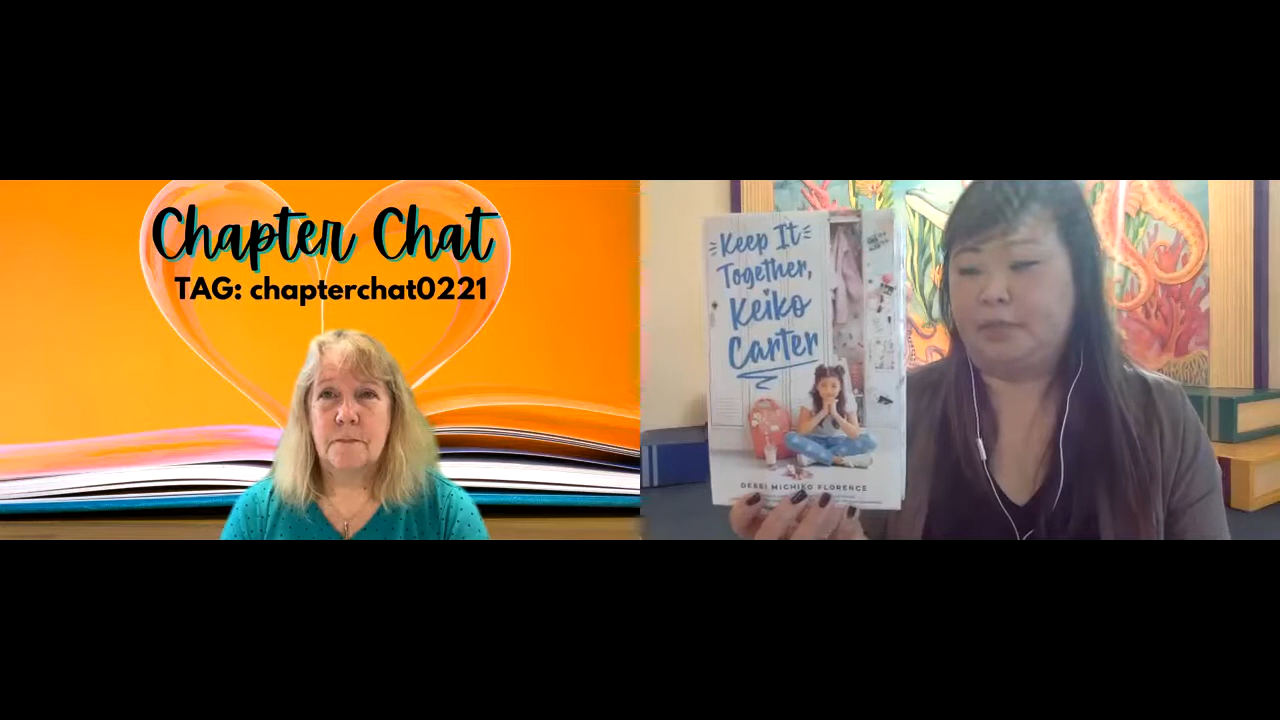 Chapter Chat
TAG: chapterchat0221
Keep It
Together,
Keiko
Carter
DEBBI MICHIKO FLORENCE